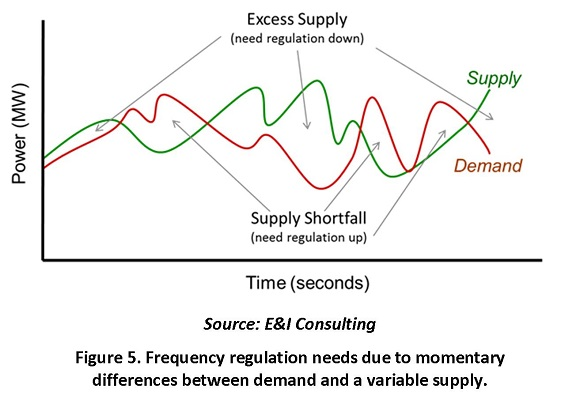 Excess Supply
(need regulation down)
Supply
Power (MW)
Demand
Supply Shortfall
(need regulation up)
Time (seconds)
Source: E&I Consulting
Figure 5. Frequency regulation needs due to momentary
differences between demand and a variable supply.